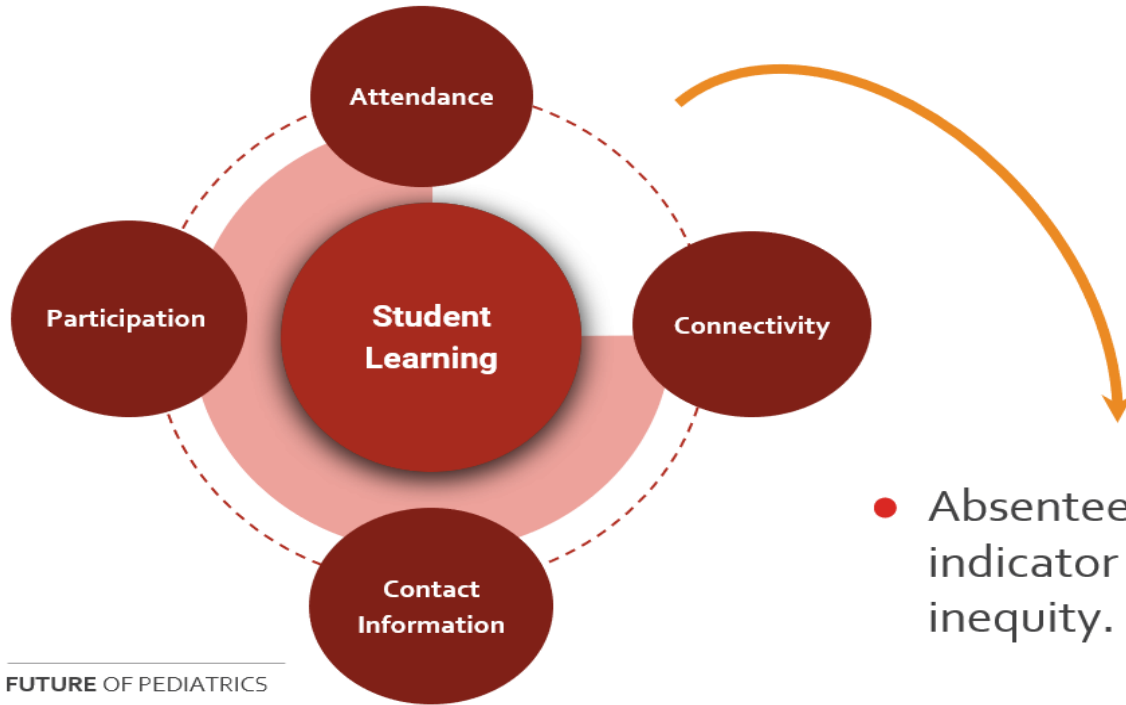 Attendance
Participation
Student
Learning
Connectivity
Contact
Information
Absentee
indicator
inequity.
FUTURE OF PEDIATRICS